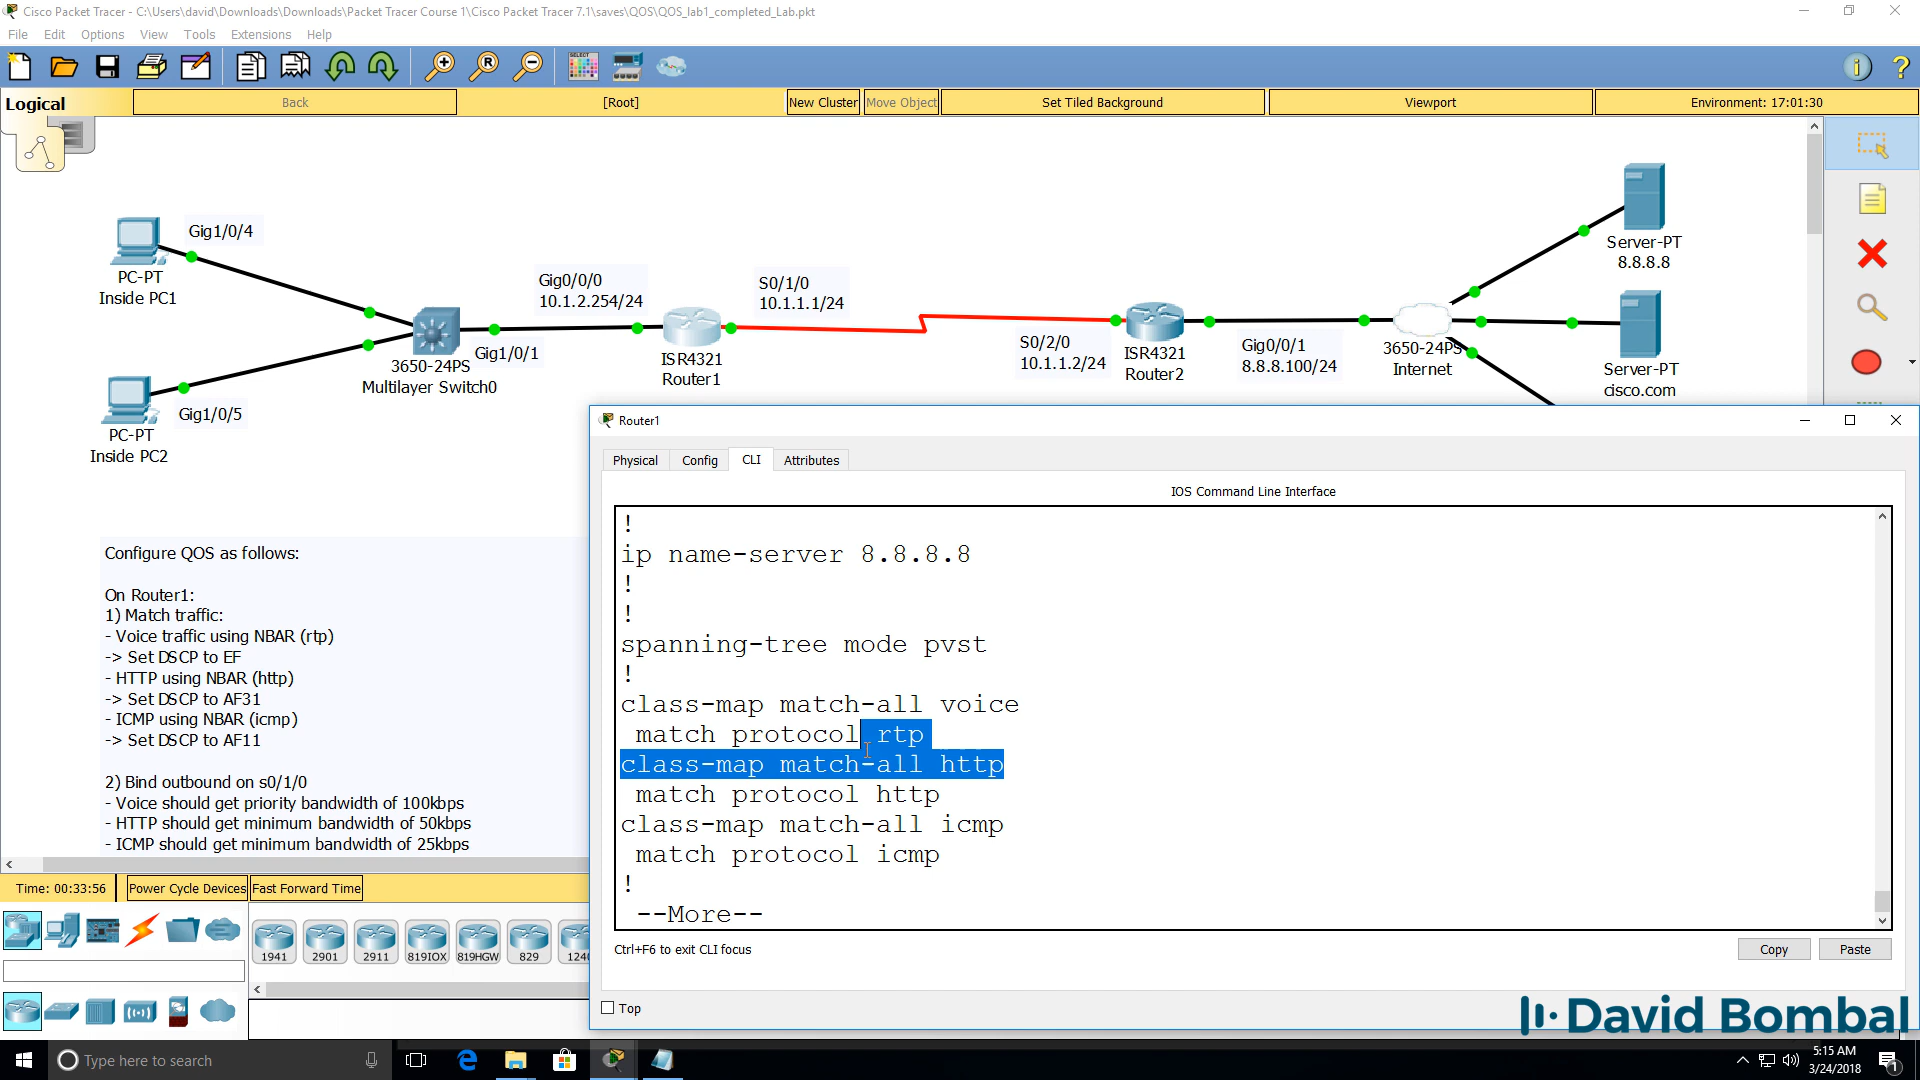 Cisco Packet Tracer - C:\Users\david\Downloads\Downloads\Packet Tracer Course 1\Cisco Packet Tracer 7.1\saves\QOS\QOS_lab1_completed_Lab.pkt
File Edit Options View Tools Extensions Help
Logical Back [Root] New Cluster Move Object Set Tiled Background Viewport Environment: 17:01:30
Gig1/0/4
PC-PT
Inside PC1
Gig0/0/0
10.1.2.254/24
S0/1/0
10.1.1.1/24
Server-PT
8.8.8.8
3650-24PS
Multilayer Switch0
Gig1/0/1
ISR4321
Router1
S0/2/0
10.1.1.2/24
ISR4321
Router2
Gig0/0/1
8.8.8.100/24
3650-24PS
Internet
Server-PT
cisco.com
Gig1/0/5
PC-PT
Inside PC2
Configure QOS as follows:
On Router1:
1) Match traffic:
- Voice traffic using NBAR (rtp)
-> Set DSCP to EF
- HTTP using NBAR (http)
-> Set DSCP to AF31
- ICMP using NBAR (icmp)
-> Set DSCP to AF11
2) Bind outbound on s0/1/0
- Voice should get priority bandwidth of 100kbps
- HTTP should get minimum bandwidth of 50kbps
- ICMP should get minimum bandwidth of 25kbps
Router1
Physical Config CLI Attributes
IOS Command Line Interface
!
ip name-server 8.8.8.8
!
!
spanning-tree mode pvst
!
class-map match-all voice
match protocol rtp
class-map match-all http
match protocol http
class-map match-all icmp
match protocol icmp
!
--More--
Ctrl+F6 to exit CLI focus
Copy Paste
Top
Time: 00:33:56 Power Cycle Devices Fast Forward Time
1941 2901 2911 819IOX 819HGW 829 1240
David Bombal
Type here to search
5:15 AM
3/24/2018
1